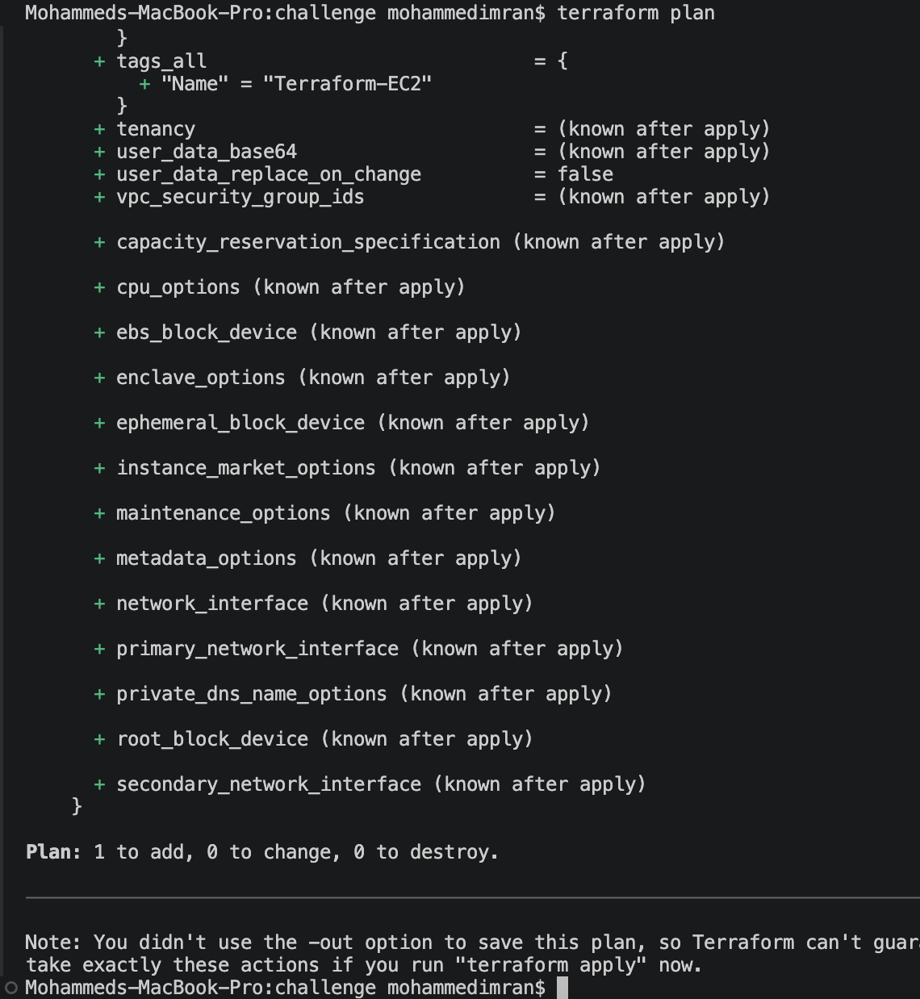 Mohammeds-MacBook-Pro:challenge mohammedimran$ terraform plan
        }
      + tags_all                             = {
          + "Name" = "Terraform-EC2"
        }
      + tenancy                              = (known after apply)
      + user_data_base64                     = (known after apply)
      + user_data_replace_on_change          = false
      + vpc_security_group_ids               = (known after apply)

      + capacity_reservation_specification (known after apply)

      + cpu_options (known after apply)

      + ebs_block_device (known after apply)

      + enclave_options (known after apply)

      + ephemeral_block_device (known after apply)

      + instance_market_options (known after apply)

      + maintenance_options (known after apply)

      + metadata_options (known after apply)

      + network_interface (known after apply)

      + primary_network_interface (known after apply)

      + private_dns_name_options (known after apply)

      + root_block_device (known after apply)

      + secondary_network_interface (known after apply)
    }

Plan: 1 to add, 0 to change, 0 to destroy.

Note: You didn't use the -out option to save this plan, so Terraform can't
take exactly these actions if you run "terraform apply" now.
Mohammeds-MacBook-Pro:challenge mohammedimran$